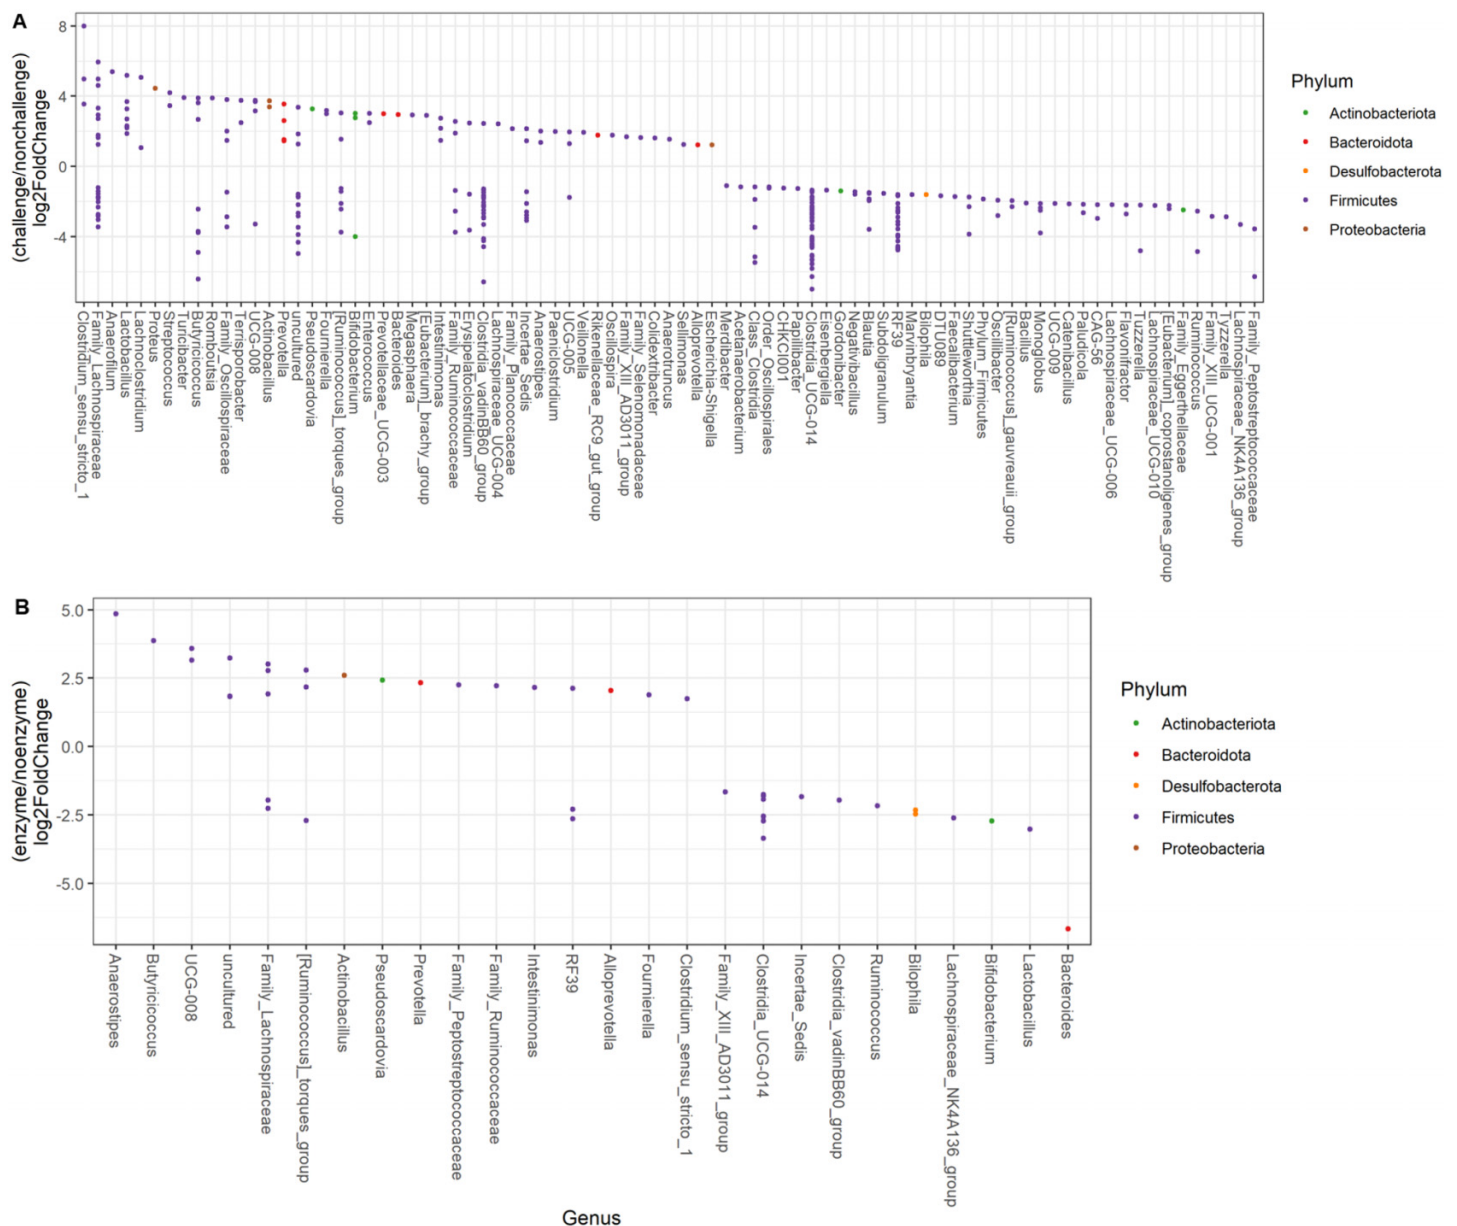 A
(challenge/nonchallenge)
log2FoldChange
8
4
0
-4
Clostridium_sensu_stricto_1
Family_Lachnospiraceae
Anaerofilum
Lactobacillus
Lachnoclostridium
Proteus
Streptococcus
Turicibacter
Butyricicoccus
Romboutsia
Family_Oscillospiraceae
Terrisporobacter
UCG-008
Actinobacillus
Prevotella
uncultured
Pseudoscardovia
Fournierella
[Ruminococcus]_torques_group
Bifidobacterium
Enterococcus
Prevotellaceae_UCG-003
Bacteroides
Megasphaera
[Eubacterium]_brachy_group
Intestinimonas
Family_Ruminococcaceae
Erysipelatoclostridium
Clostridia_vadinBB60_group
Lachnospiraceae_UCG-004
Family_Planococcaceae
Incertae_Sedis
Anaerostipes
Paeniclostridium
UCG-005
Veillonella
Rikenellaceae_RC9_gut_group
Oscillospira
Family_XIII_AD3011_group
Family_Selenomonadaceae
Colidextribacter
Anaerotruncus
Sellimonas
Alloprevotella
Escherichia-Shigella
Merdibacter
Acetanaerobacterium
Class_Clostridia
Order_Oscillospirales
CHKCI001
Papillibacter
Clostridia_UCG-014
Eisenbergiella
Gordonibacter
Negativibacillus
Blautia
Subdoligranulum
RF39
Marvinbryantia
Bilophila
DTU089
Faecalibacterium
Shuttleworthia
Phylum_Firmicutes
Oscillibacter
[Ruminococcus]_gauvreauii_group
Bacillus
Monoglobus
UCG-009
Catenibacillus
Paludicola
CAG-56
Lachnospiraceae_UCG-006
Flavonifractor
Tuzzerella
Lachnospiraceae_UCG-010
[Eubacterium]_coprostanoligenes_group
Family_Eggerthellaceae
Ruminococcus
Family_XIII_UCG-001
Tyzzerella
Lachnospiraceae_NK4A136_group
Family_Peptostreptococcaceae
Phylum
Actinobacteriota
Bacteroidota
Desulfobacterota
Firmicutes
Proteobacteria
B
(enzyme/noenzyme)
log2FoldChange
5.0
2.5
0.0
-2.5
-5.0
Anaerostipes
Butyricicoccus
UCG-008
uncultured
Family_Lachnospiraceae
[Ruminococcus]_torques_group
Actinobacillus
Pseudoscardovia
Prevotella
Family_Peptostreptococcaceae
Family_Ruminococcaceae
Intestinimonas
RF39
Alloprevotella
Fournierella
Clostridium_sensu_stricto_1
Family_XIII_AD3011_group
Clostridia_UCG-014
Incertae_Sedis
Clostridia_vadinBB60_group
Ruminococcus
Bilophila
Lachnospiraceae_NK4A136_group
Bifidobacterium
Lactobacillus
Bacteroides
Genus
Phylum
Actinobacteriota
Bacteroidota
Desulfobacterota
Firmicutes
Proteobacteria